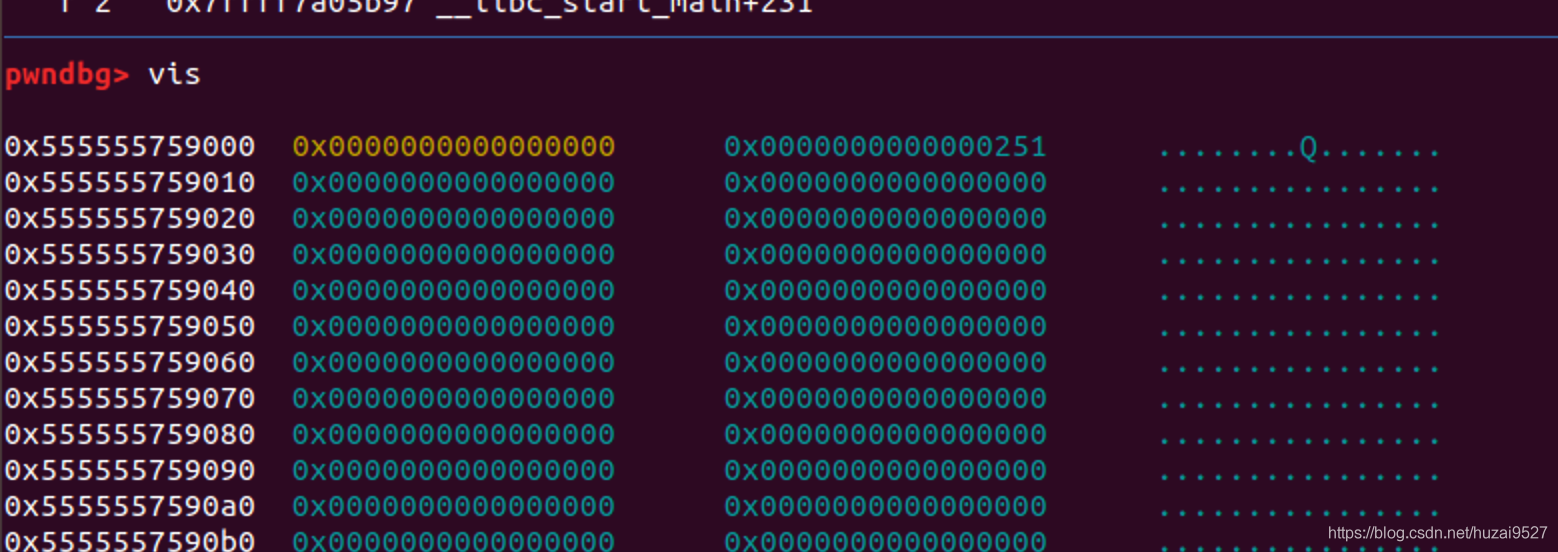 f 2 0x7ffff7a05b97 __libc_start_main+231
pwndbg> vis
0x555555759000 0x0000000000000000 0x0000000000000251 ........Q.......
0x555555759010 0x0000000000000000 0x0000000000000000 ................
0x555555759020 0x0000000000000000 0x0000000000000000 ................
0x555555759030 0x0000000000000000 0x0000000000000000 ................
0x555555759040 0x0000000000000000 0x0000000000000000 ................
0x555555759050 0x0000000000000000 0x0000000000000000 ................
0x555555759060 0x0000000000000000 0x0000000000000000 ................
0x555555759070 0x0000000000000000 0x0000000000000000 ................
0x555555759080 0x0000000000000000 0x0000000000000000 ................
0x555555759090 0x0000000000000000 0x0000000000000000 ................
0x5555557590a0 0x0000000000000000 0x0000000000000000 ................
0x5555557590b0 0x0000000000000000 0x0000000000000000 ................
https://blog.csdn.net/huzai9527